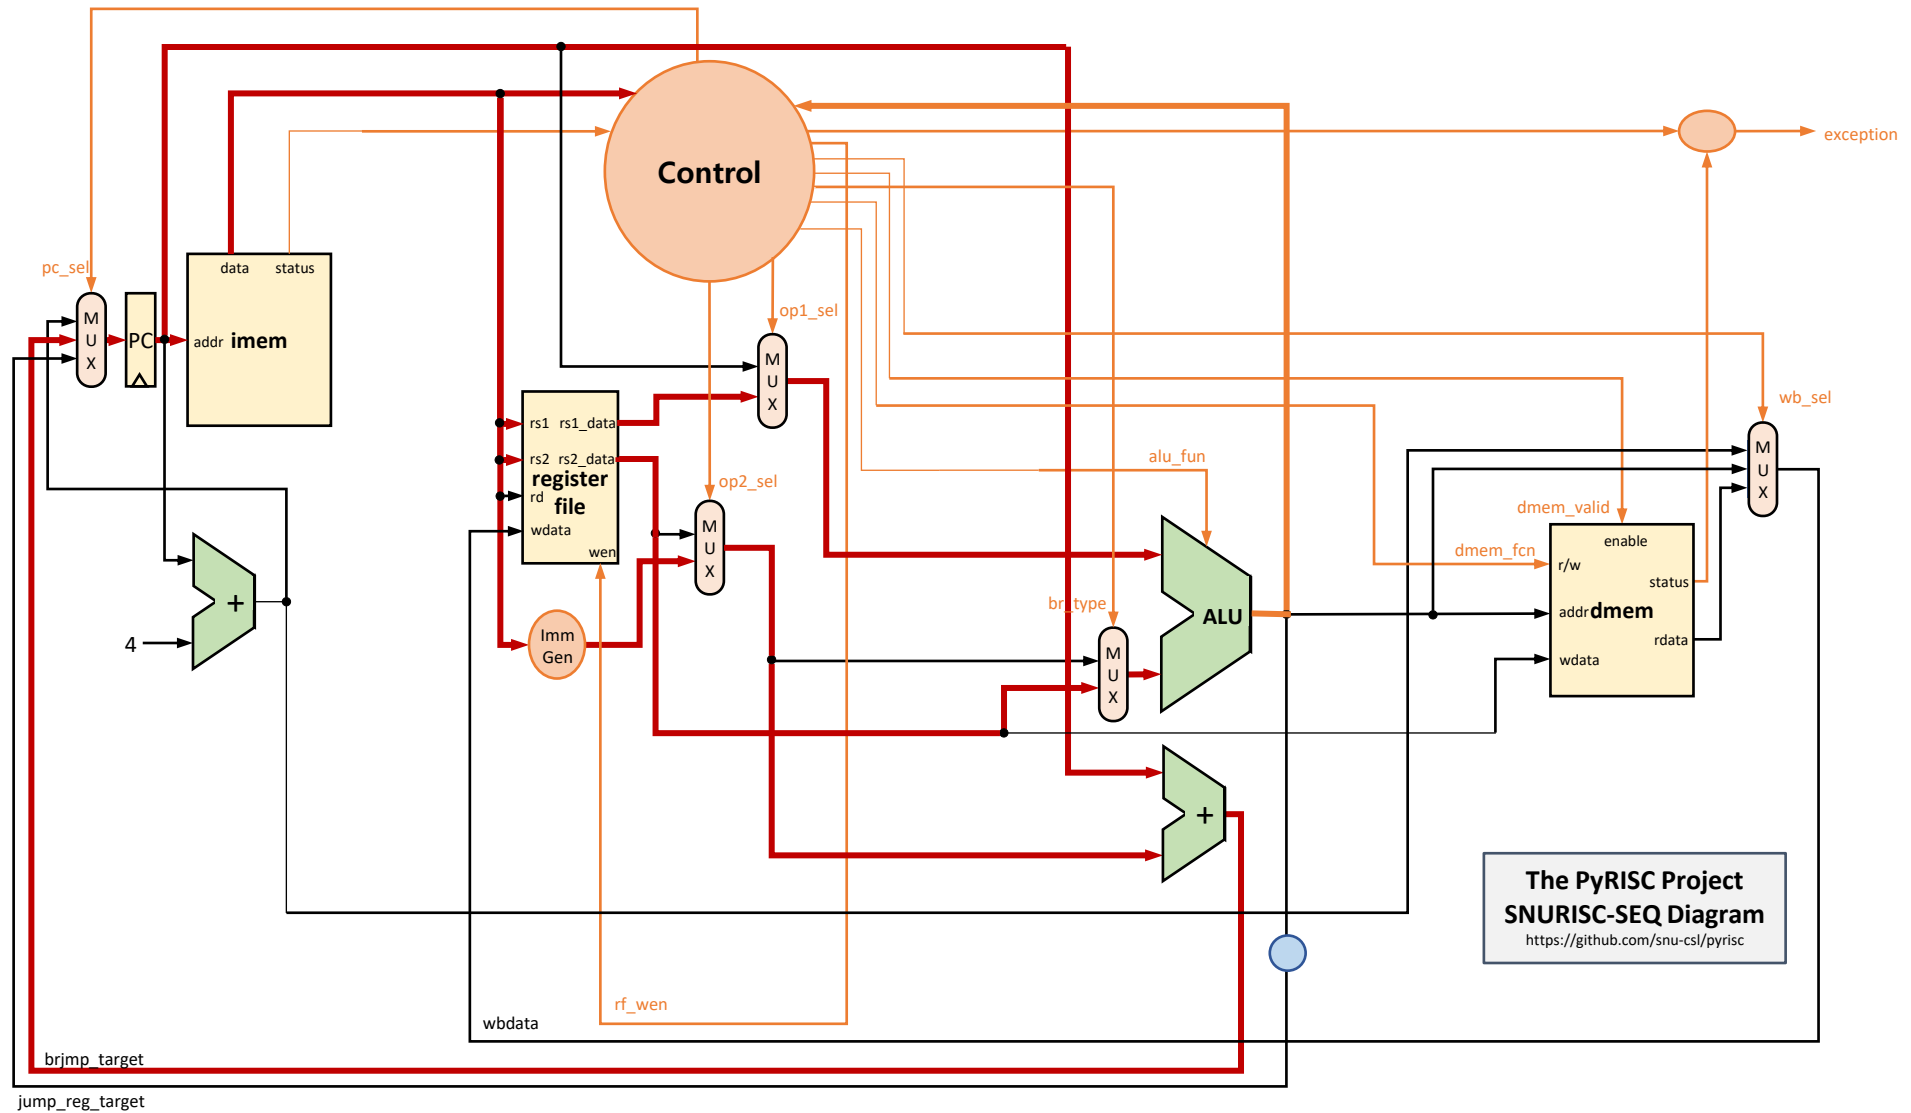 Control
exception
pc_sel
data
status
M
U
X
PC
addr
imem
op1_sel
M
U
X
rs1
rs1_data
rs2
rs2_data
register
file
rd
wdata
wen
op2_sel
M
U
X
alu_fun
wb_sel
M
U
X
dmem_valid
enable
dmem_fcn
r/w
status
addr
dmem
rdata
wdata
+
4
Imm
Gen
br_type
M
U
X
ALU
+
The PyRISC Project
SNURISC-SEQ Diagram
https://github.com/snu-csl/pyrisc
rf_wen
wbdata
brjmp_target
jump_reg_target